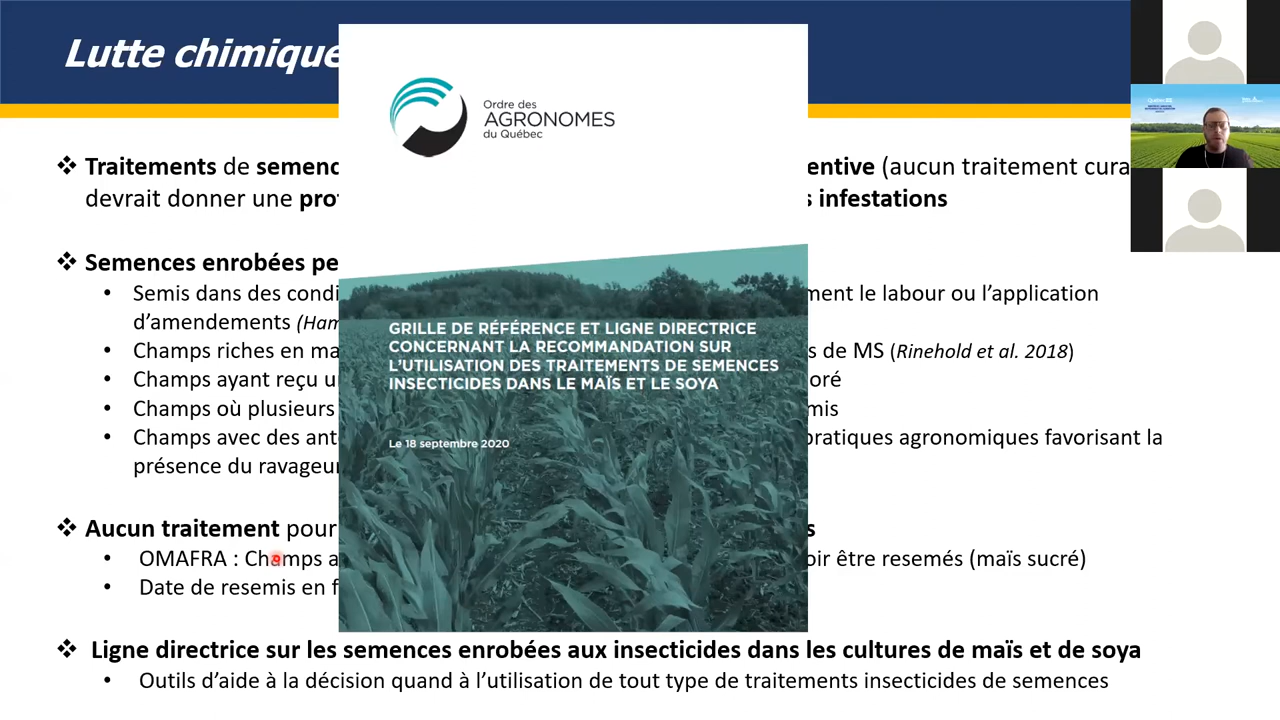 Lutte chimique
Ordre des
AGRONOMES
du Québec
Traitements de semenc
entive (aucun traitement cura
devrait donner une pro
s infestations
Semences enrobées pe
Semis dans des condi
ment le labour ou l'application
d'amendements (Ham
Champs riches en ma
s de MS (Rinehold et al. 2018)
Champs ayant reçu u
oré
Champs où plusieurs
mis
Champs avec des ant
pratiques agronomiques favorisant la
présence du ravageur
GRILLE DE RÉFÉRENCE ET LIGNE DIRECTRICE
CONCERNANT LA RECOMMANDATION SUR
L'UTILISATION DES TRAITEMENTS DE SEMENCES
INSECTICIDES DANS LE MAÏS ET LE SOYA
Le 18 septembre 2020
Aucun traitement pour
s
OMAFRA : Champs a
oir être resemés (maïs sucré)
Date de resemis en f
Ligne directrice sur les semences enrobées aux insecticides dans les cultures de maïs et de soya
Outils d'aide à la décision quand à l'utilisation de tout type de traitements insecticides de semences